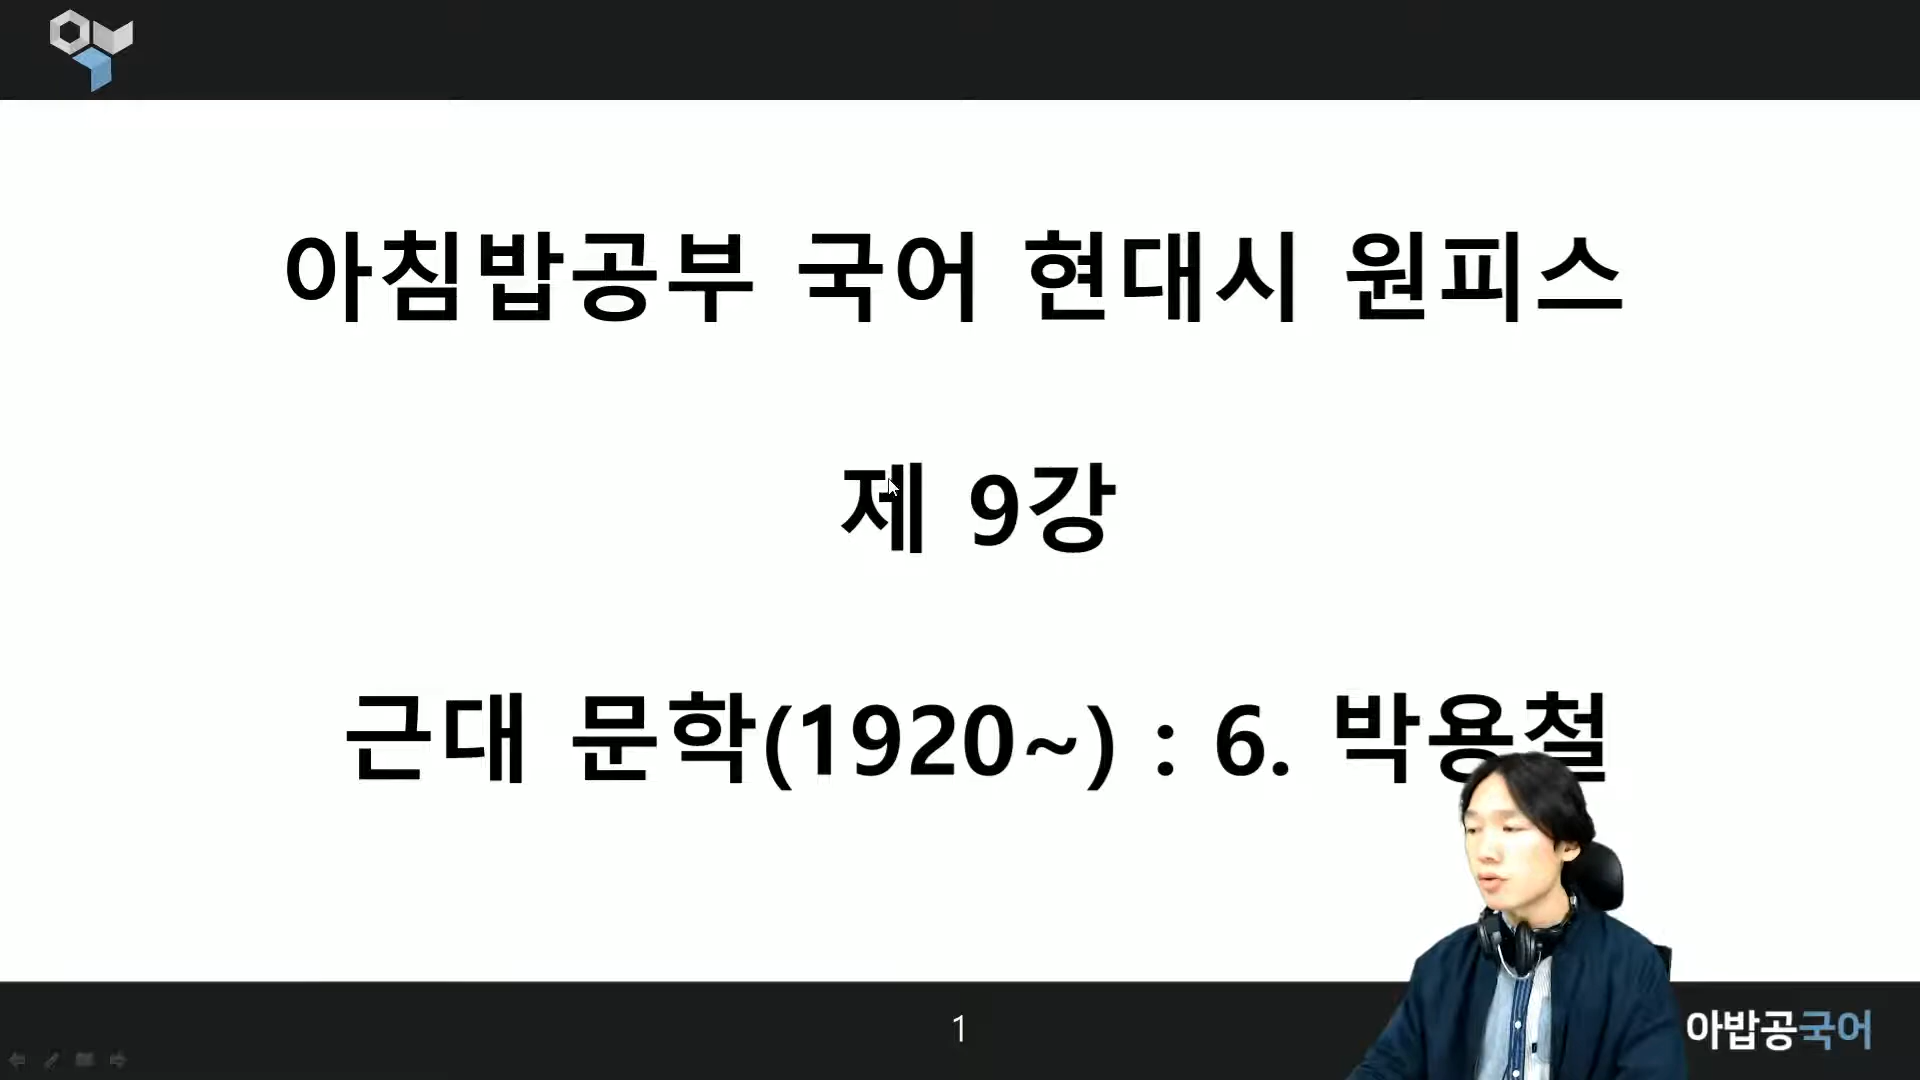 아침밥공부 국어 현대시 원피스
제 9강
근대 문학(1920~) : 6. 박용철
1
아밥공국어